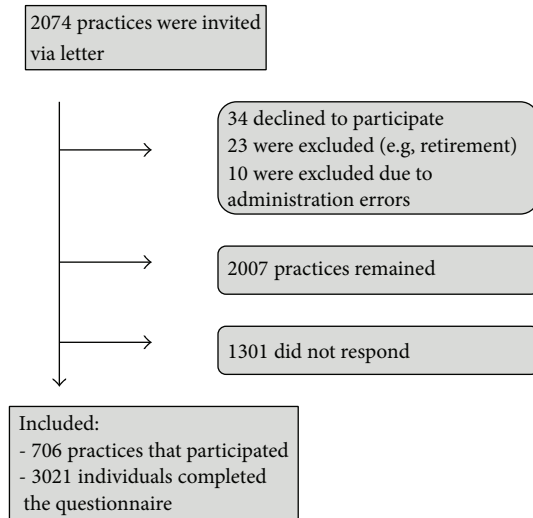 2074 practices were invited
via letter
34 declined to participate
23 were excluded (e.g, retirement)
10 were excluded due to
administration errors
2007 practices remained
1301 did not respond
Included:
- 706 practices that participated
- 3021 individuals completed
the questionnaire